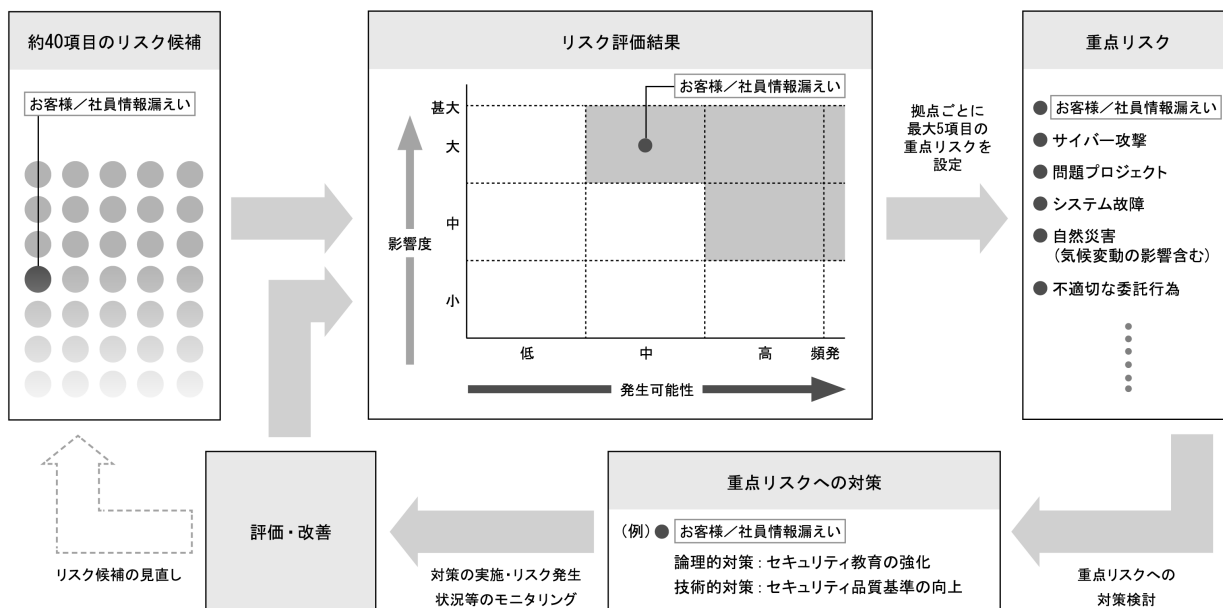 約40項目のリスク候補
お客様／社員情報漏えい
リスク評価結果
お客様／社員情報漏えい
甚大
大
中
影響度
小
低
中
高
頻発
発生可能性
拠点ごとに
最大5項目の
重点リスクを
設定
重点リスク
お客様／社員情報漏えい
サイバー攻撃
問題プロジェクト
システム故障
自然災害
(気候変動の影響含む)
不適切な委託行為
重点リスクへの
対策検討
重点リスクへの対策
(例) お客様／社員情報漏えい
論理的対策：セキュリティ教育の強化
技術的対策：セキュリティ品質基準の向上
対策の実施・リスク発生
状況等のモニタリング
評価・改善
リスク候補の見直し